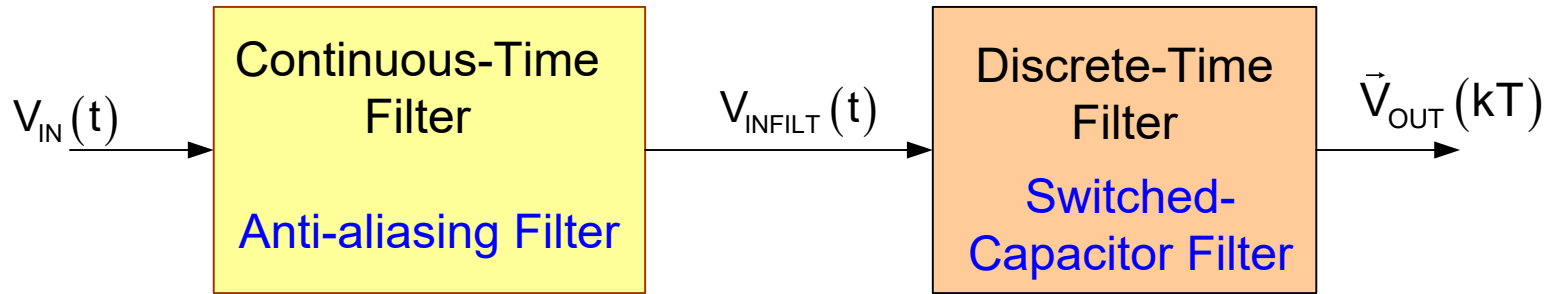 V_IN(t)
Continuous-Time
Filter
Anti-aliasing Filter
V_INFILT(t)
Discrete-Time
Filter
Switched-
Capacitor Filter
V⃗_OUT(kT)